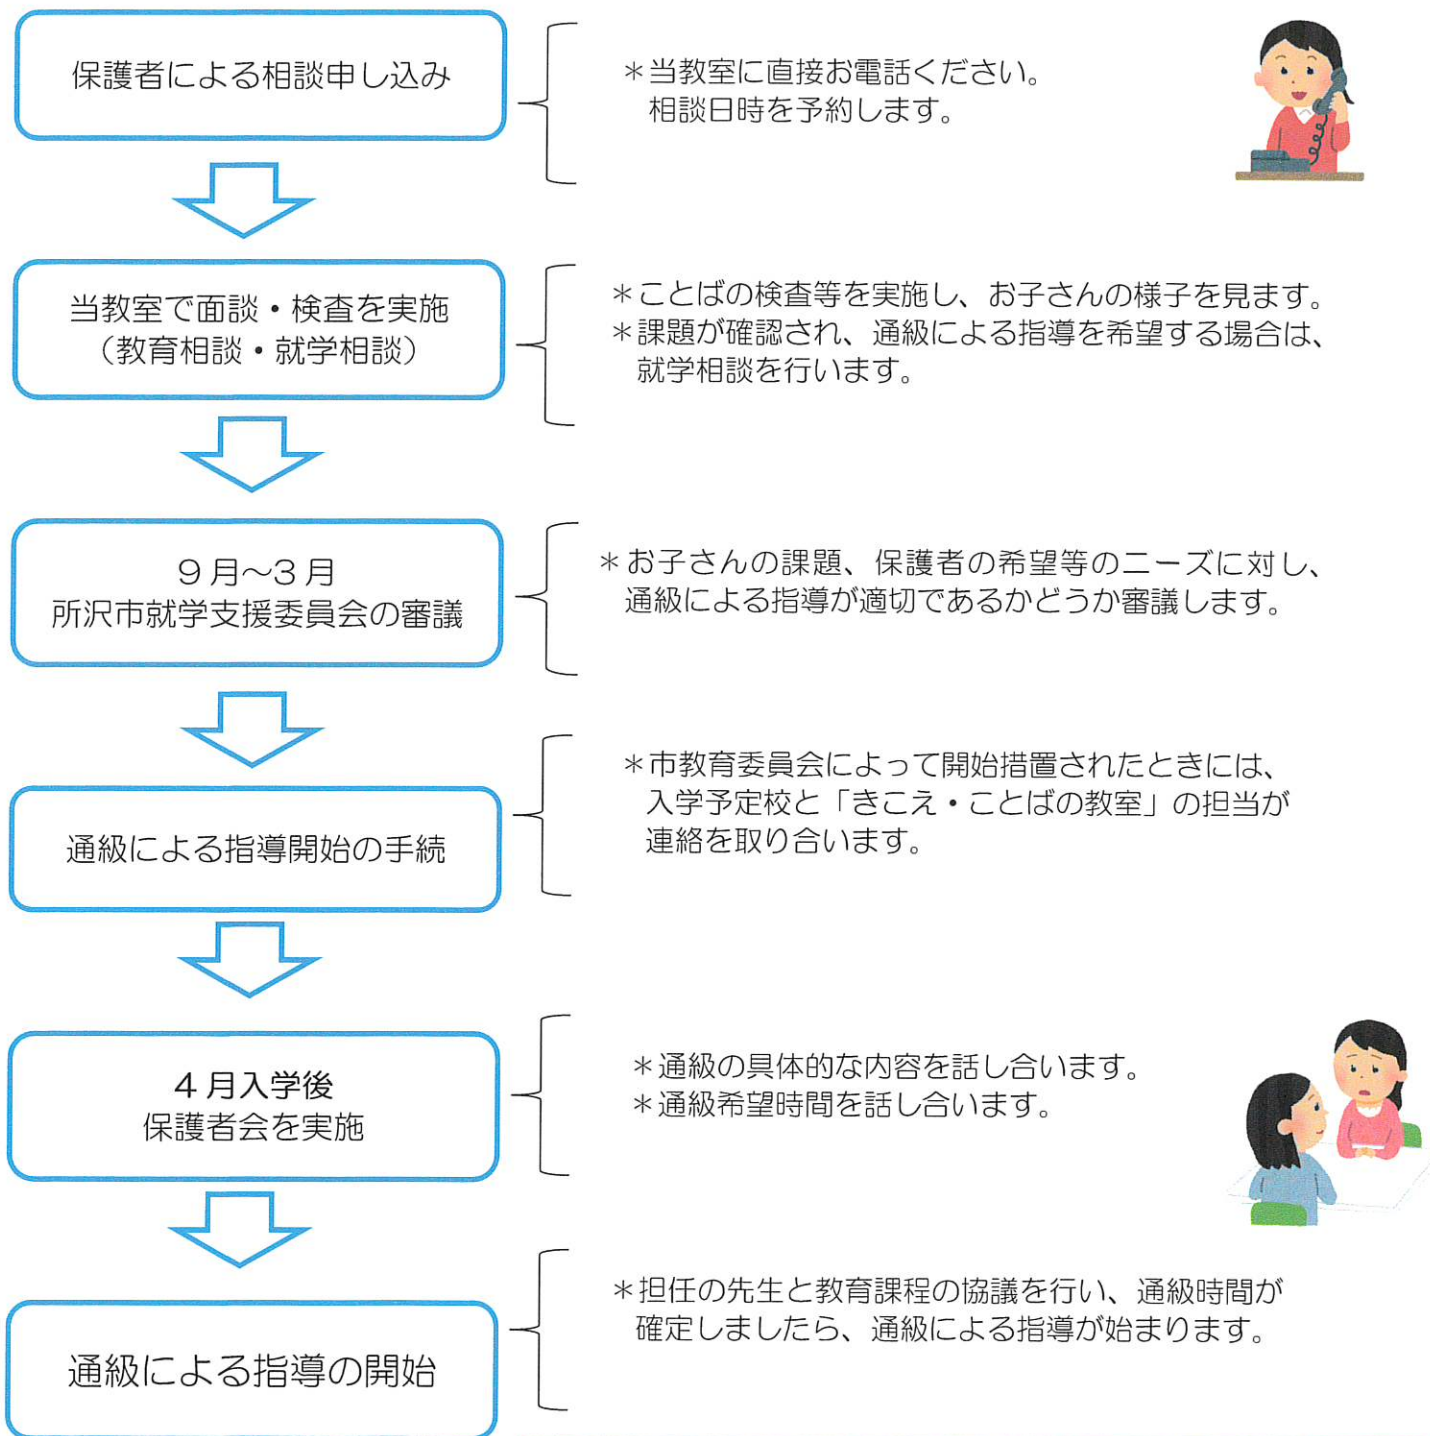 保護者による相談申し込み
＊当教室に直接お電話ください。
相談日時を予約します。
当教室で面談・検査を実施
（教育相談・就学相談）
＊ことばの検査等を実施し、お子さんの様子を見ます。
＊課題が確認され、通級による指導を希望する場合は、
就学相談を行います。
9月～3月
所沢市就学支援委員会の審議
＊お子さんの課題、保護者の希望等のニーズに対し、
通級による指導が適切であるかどうか審議します。
通級による指導開始の手続
＊市教育委員会によって開始措置されたときには、
入学予定校と「きこえ・ことばの教室」の担当が
連絡を取り合います。
4月入学後
保護者会を実施
＊通級の具体的な内容を話し合います。
＊通級希望時間を話し合います。
通級による指導の開始
＊担任の先生と教育課程の協議を行い、通級時間が
確定しましたら、通級による指導が始まります。